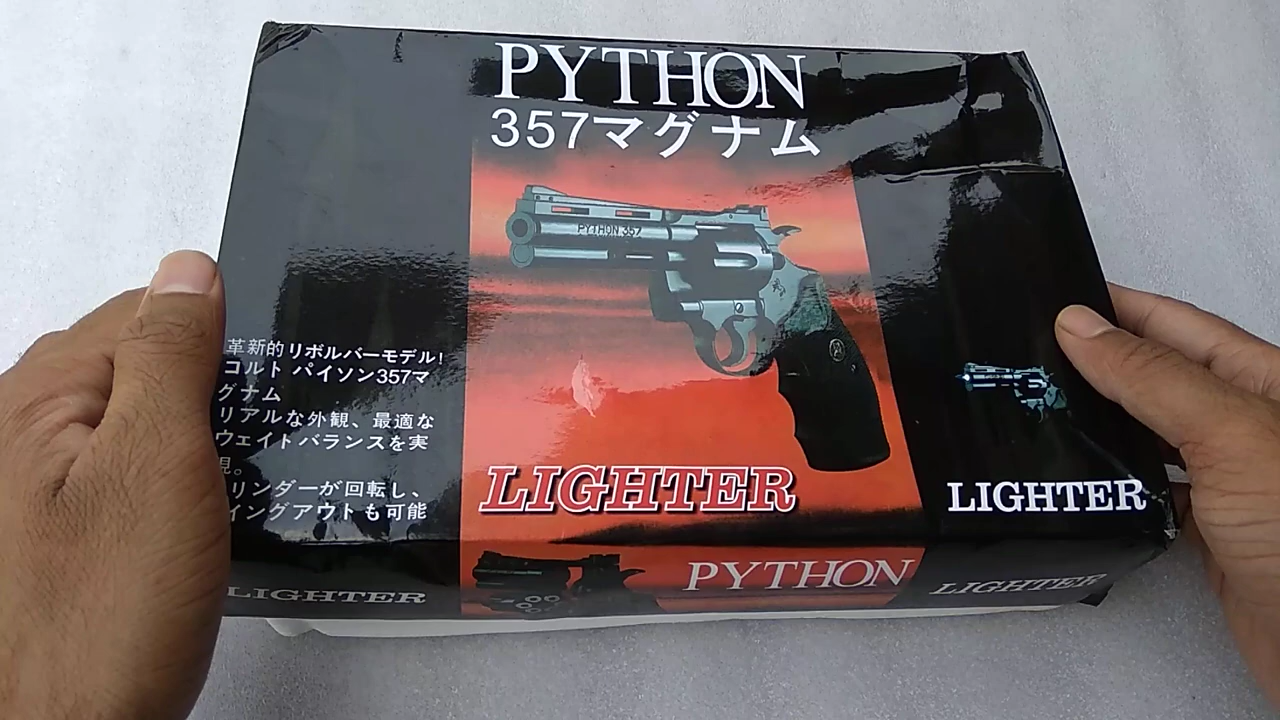 PYTHON
357マグナム
PYTHON 357
革新的リボルバーモデル!
コルト パイソン357マ
グナム
リアルな外観、最適な
ウェイトバランスを実
現。
リンダーが回転し、
イングアウトも可能
LIGHTER
LIGHTER
LIGHTER
PYTHON
LIGHTER